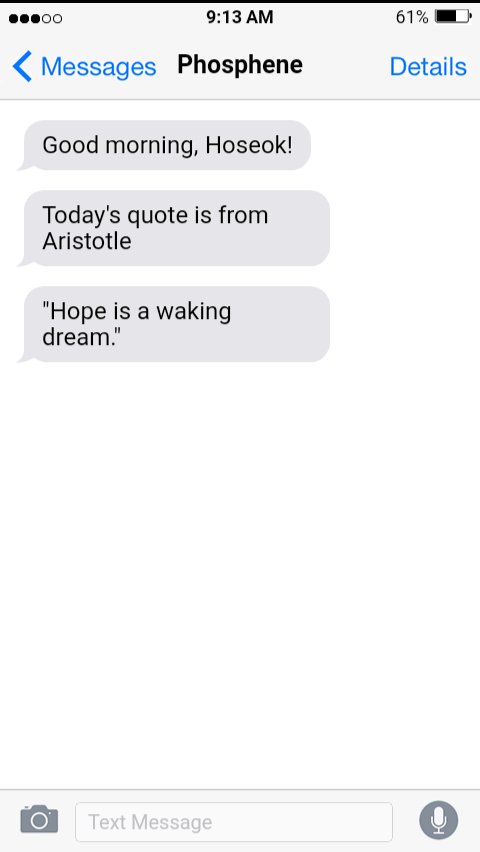 9:13 AM
61%
Messages
Phosphene
Details
Good morning, Hoseok!
Today's quote is from
Aristotle
"Hope is a waking
dream."
Text Message